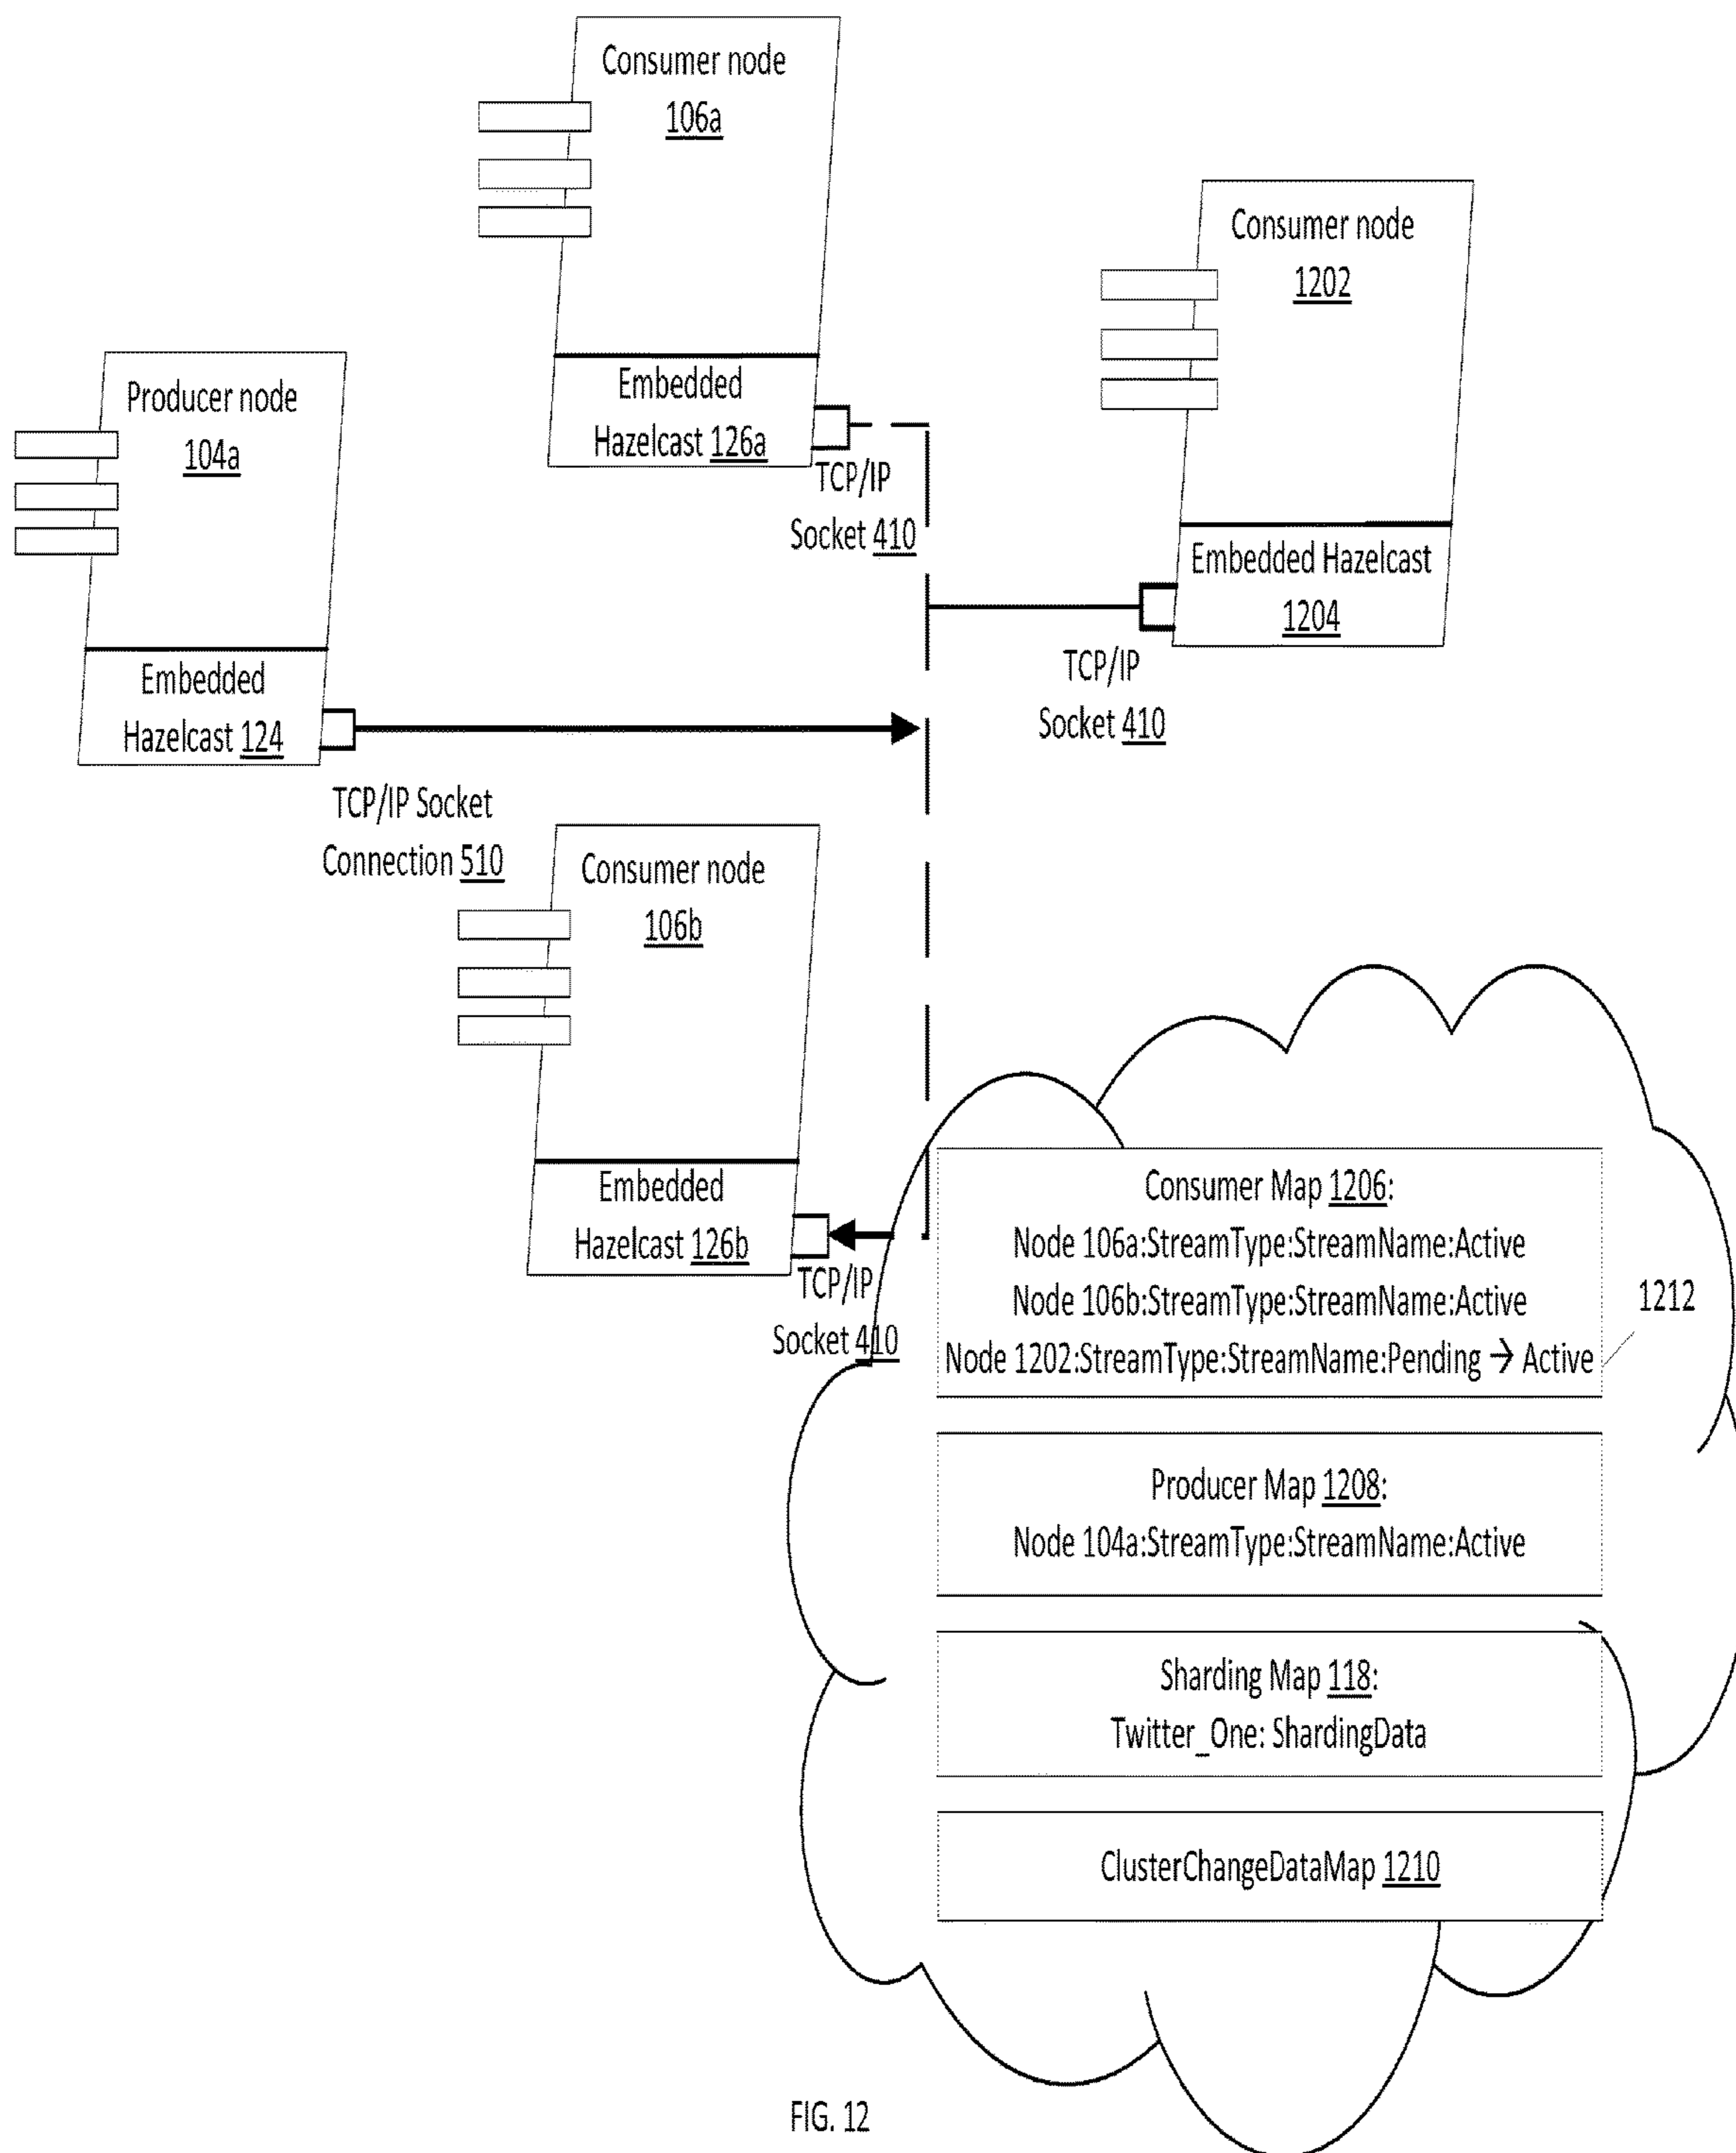 Consumer node
106a
Embedded
Hazelcast 126a
TCP/IP
Socket 410
Consumer node
1202
Embedded Hazelcast
1204
TCP/IP
Socket 410
Producer node
104a
Embedded
Hazelcast 124
TCP/IP Socket
Connection 510
Consumer node
106b
Embedded
Hazelcast 126b
TCP/IP
Socket 410
Consumer Map 1206:
Node 106a:StreamType:StreamName:Active
Node 106b:StreamType:StreamName:Active
Node 1202:StreamType:StreamName:Pending → Active
1212
Producer Map 1208:
Node 104a:StreamType:StreamName:Active
Sharding Map 118:
Twitter_One: ShardingData
ClusterChangeDataMap 1210
FIG. 12